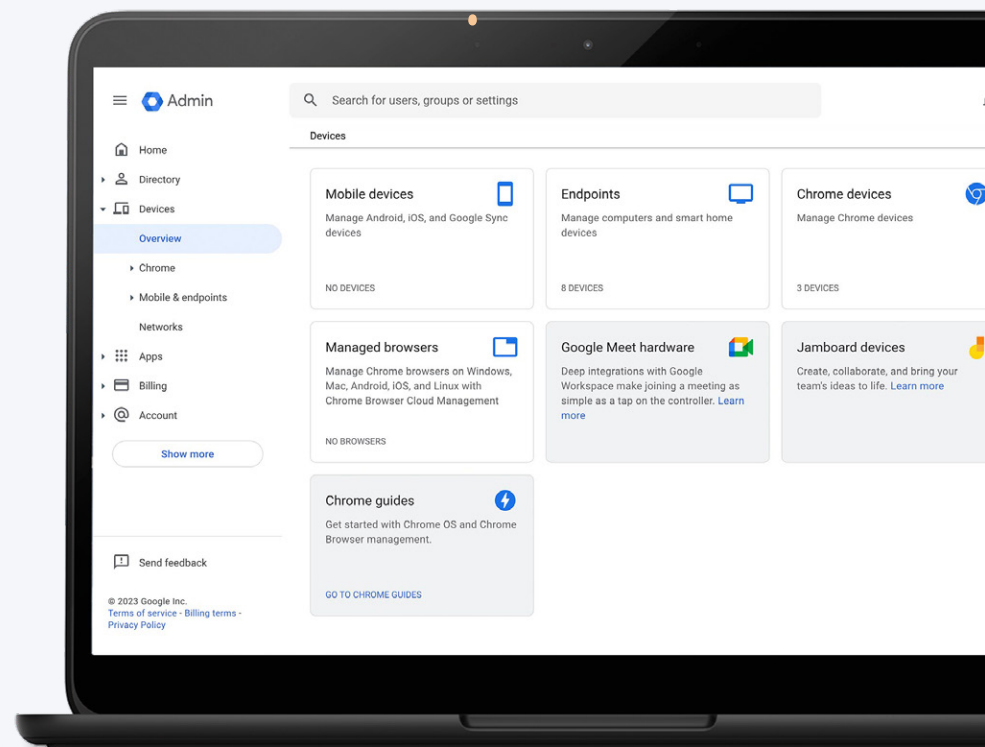 Admin
Search for users, groups or settings
Devices
Home
Directory
Devices
Overview
Chrome
Mobile & endpoints
Networks
Apps
Billing
Account
Show more
Send feedback
© 2023 Google Inc.
Terms of service - Billing terms -
Privacy Policy
Mobile devices
Manage Android, iOS, and Google Sync
devices
NO DEVICES
Endpoints
Manage computers and smart home
devices
8 DEVICES
Chrome devices
Manage Chrome devices
3 DEVICES
Managed browsers
Manage Chrome browsers on Windows,
Mac, Android, iOS, and Linux with
Chrome Browser Cloud Management
NO BROWSERS
Google Meet hardware
Deep integrations with Google
Workspace make joining a meeting as
simple as a tap on the controller. Learn
more
Jamboard devices
Create, collaborate, and bring your
team's ideas to life. Learn more
Chrome guides
Get started with Chrome OS and Chrome
Browser management.
GO TO CHROME GUIDES